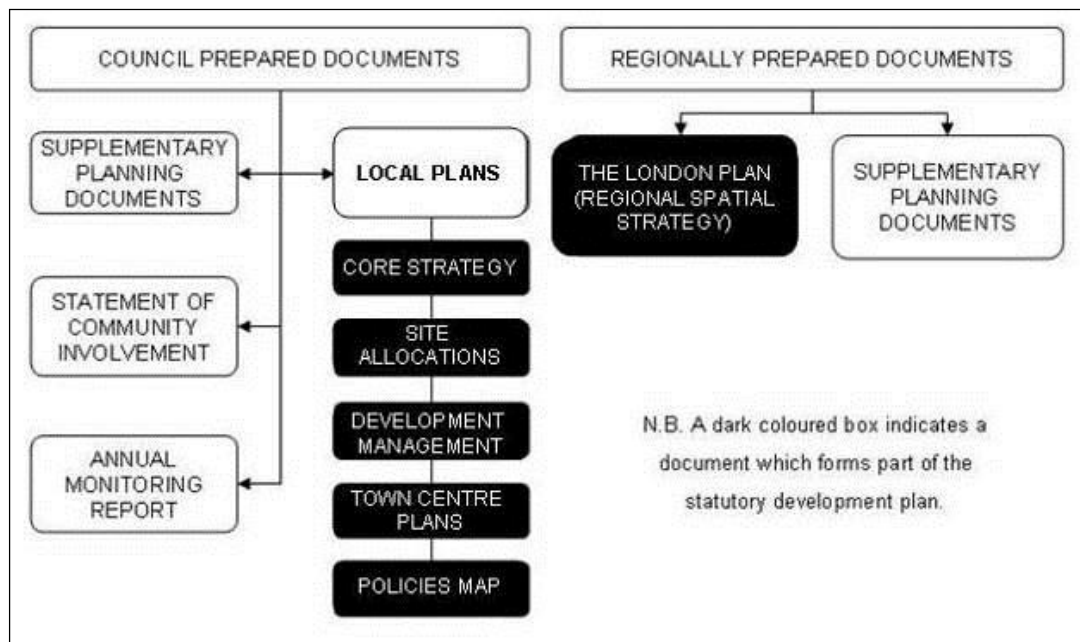 COUNCIL PREPARED DOCUMENTS
REGIONALLY PREPARED DOCUMENTS
SUPPLEMENTARY
PLANNING
DOCUMENTS
LOCAL PLANS
THE LONDON PLAN
(REGIONAL SPATIAL
STRATEGY)
SUPPLEMENTARY
PLANNING
DOCUMENTS
CORE STRATEGY
STATEMENT OF
COMMUNITY
INVOLVEMENT
SITE
ALLOCATIONS
DEVELOPMENT
MANAGEMENT
ANNUAL
MONITORING
REPORT
TOWN CENTRE
PLANS
POLICIES MAP
N.B. A dark coloured box indicates a
document which forms part of the
statutory development plan.